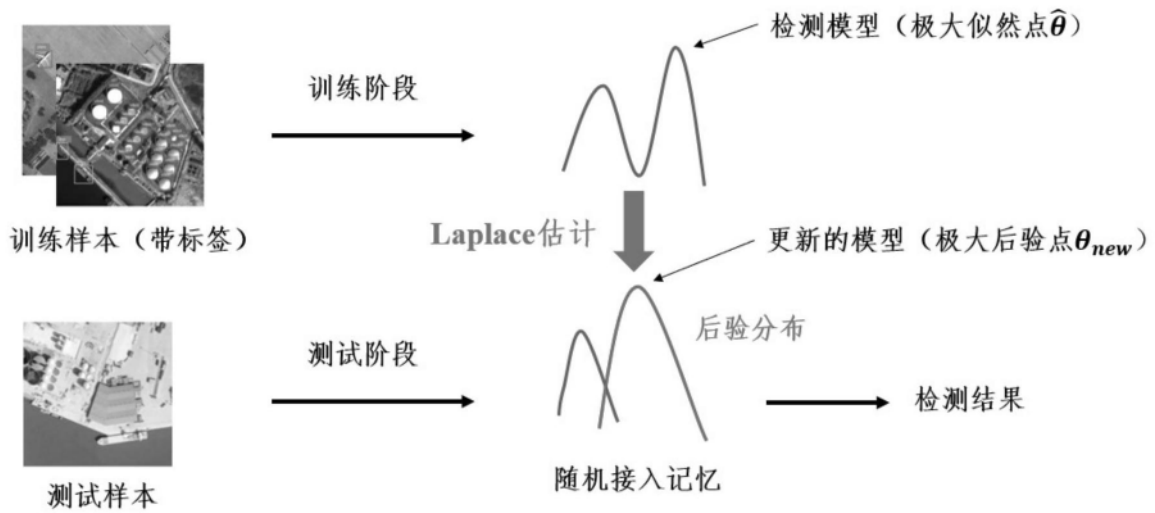 检测模型（极大似然点θ̂）
训练阶段
训练样本（带标签）
Laplace估计
更新的模型（极大后验点θnew）
后验分布
测试阶段
检测结果
随机接入记忆
测试样本